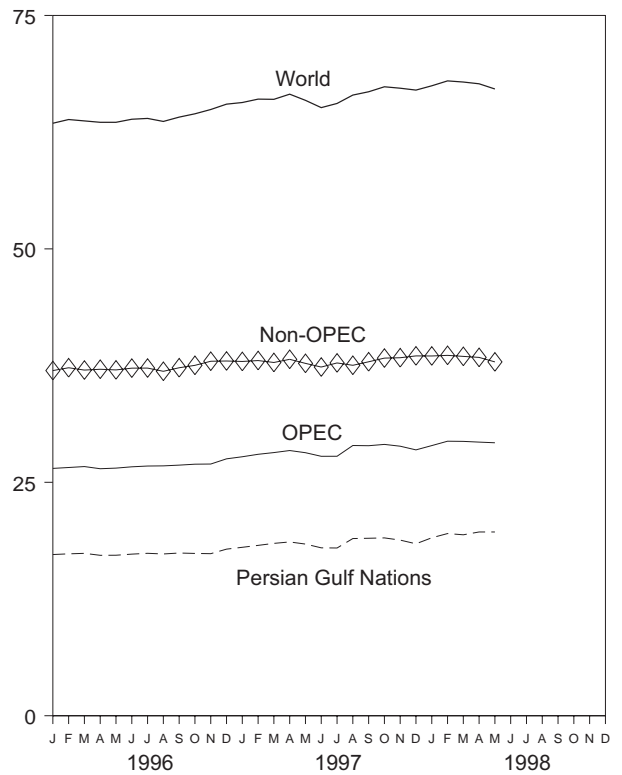 75
World
50
Non-OPEC
OPEC
25
Persian Gulf Nations
0
J F M A M J J A S O N D J F M A M J J A S O N D J F M A M J J A S O N D
1996 1997 1998